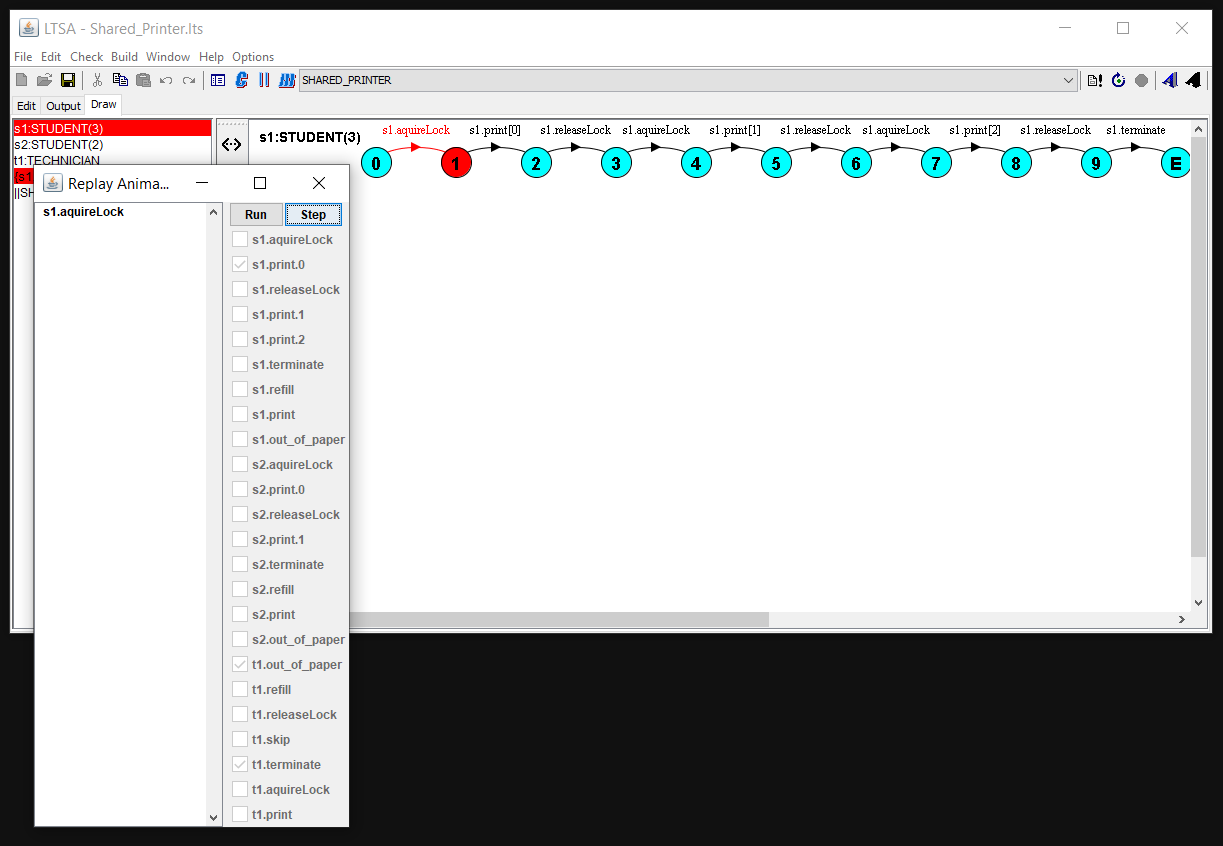 LTSA - Shared_Printer.lts
File Edit Check Build Window Help Options
SHARED_PRINTER
Edit Output Draw
s1:STUDENT(3)
s2:STUDENT(2)
t1:TECHNICIAN
{s1
||SH
s1:STUDENT(3)
s1.aquireLock s1.print[0] s1.releaseLock s1.aquireLock s1.print[1] s1.releaseLock s1.aquireLock s1.print[2] s1.releaseLock s1.terminate
0 1 2 3 4 5 6 7 8 9 E
Replay Anima...
s1.aquireLock
Run Step
s1.aquireLock
s1.print.0
s1.releaseLock
s1.print.1
s1.print.2
s1.terminate
s1.refill
s1.print
s1.out_of_paper
s2.aquireLock
s2.print.0
s2.releaseLock
s2.print.1
s2.terminate
s2.refill
s2.print
s2.out_of_paper
t1.out_of_paper
t1.refill
t1.releaseLock
t1.skip
t1.terminate
t1.aquireLock
t1.print